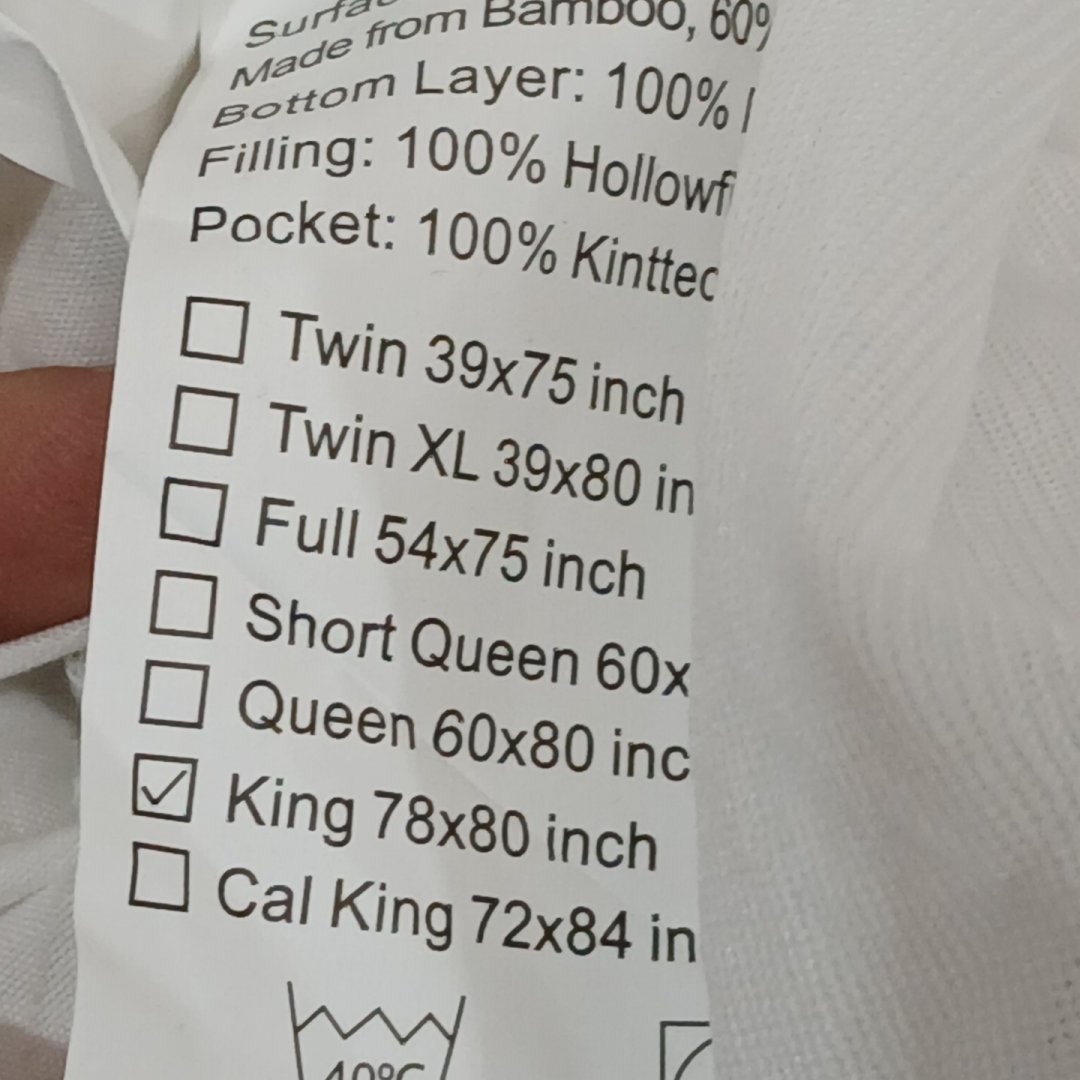 Made from Bamboo, 60%
Bottom Layer: 100%
Filling: 100% Hollowf
Pocket: 100% Kinttec
Twin 39x75 inch
Twin XL 39x80 in
Full 54x75 inch
Short Queen 60x
Queen 60x80 inc
King 78x80 inch
Cal King 72x84 in
40°C